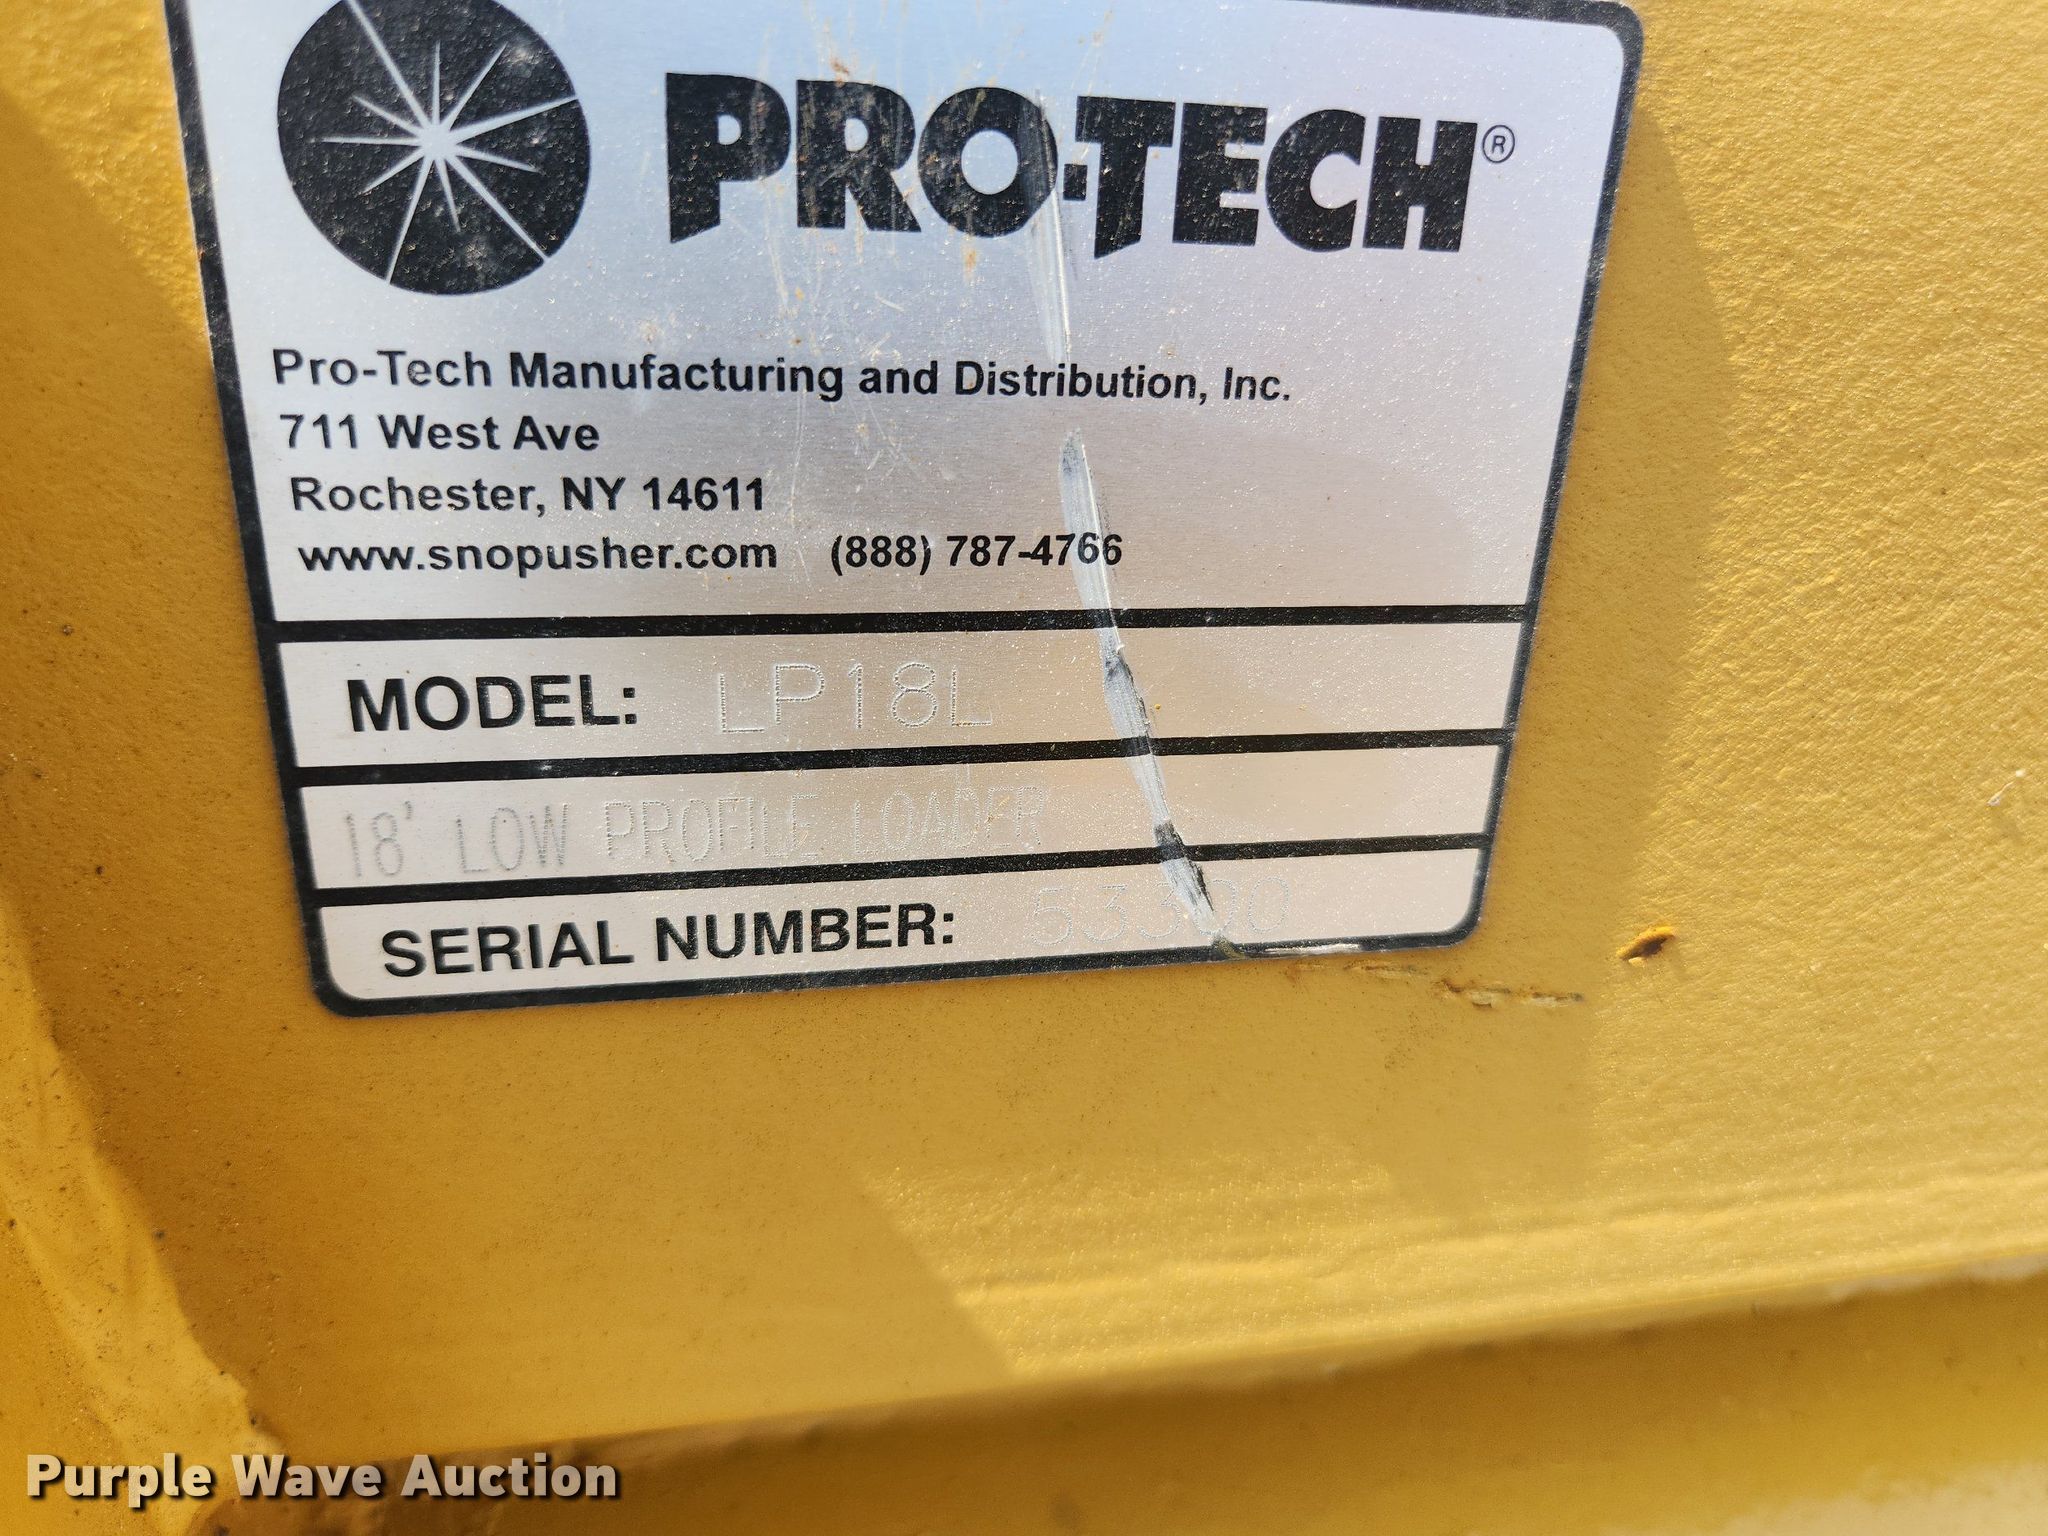 PRO-TECH®
Pro-Tech Manufacturing and Distribution, Inc.
711 West Ave
Rochester, NY 14611
www.snopusher.com (888) 787-4766
MODEL: LP18L
18' LOW PROFILE LOADER
SERIAL NUMBER: 53300
Purple Wave Auction